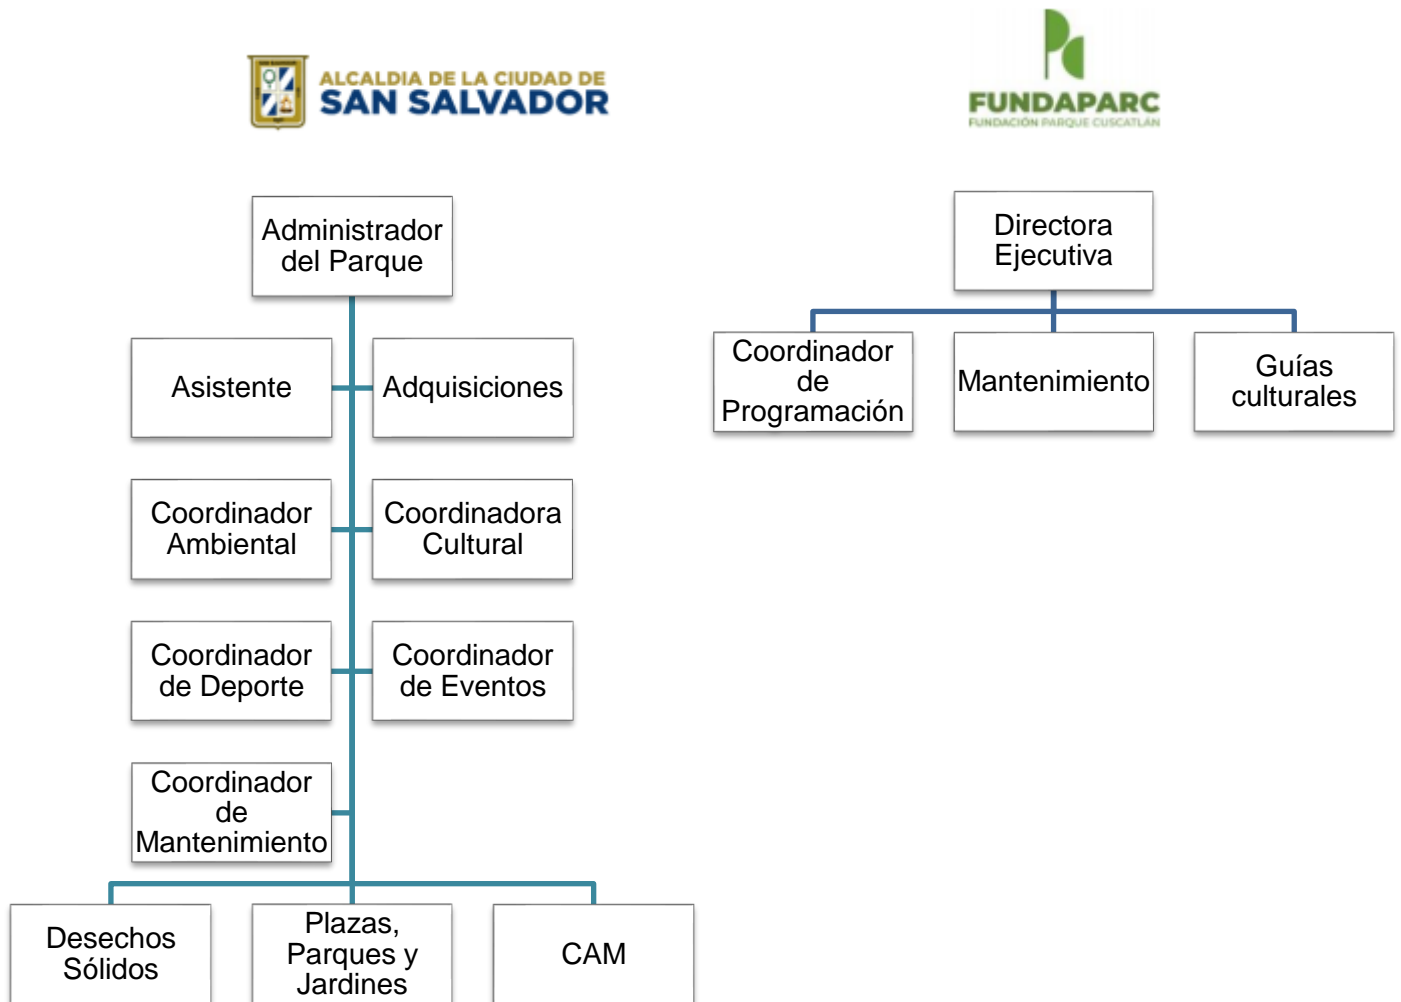 ALCALDIA DE LA CIUDAD DE
SAN SALVADOR
FUNDAPARC
FUNDACIÓN PARQUE CUSCATLÁN
Administrador
del Parque
Asistente
Adquisiciones
Coordinador
Ambiental
Coordinadora
Cultural
Coordinador
de Deporte
Coordinador
de Eventos
Coordinador
de
Mantenimiento
Desechos
Sólidos
Plazas,
Parques y
Jardines
CAM
Directora
Ejecutiva
Coordinador
de
Programación
Mantenimiento
Guías
culturales